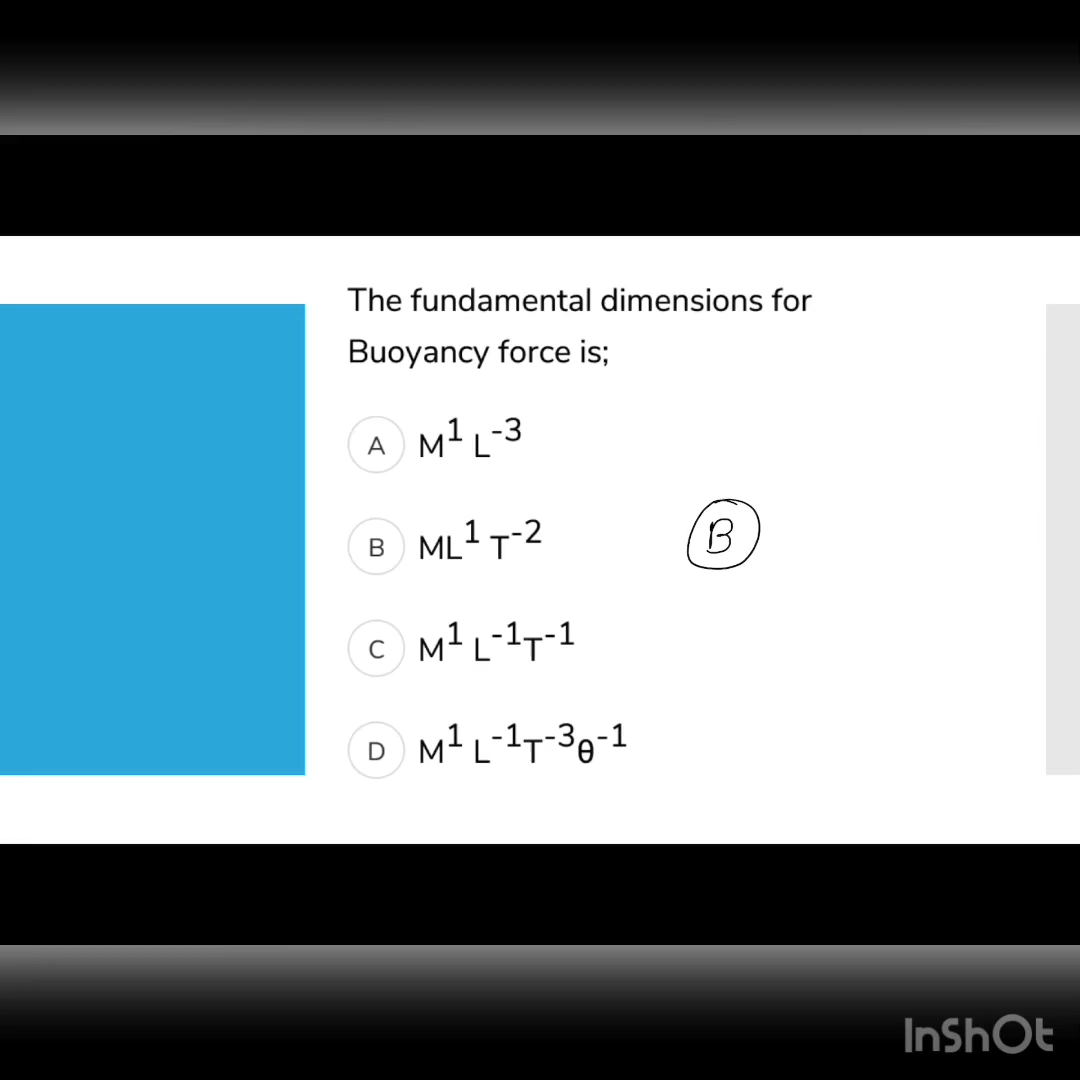 The fundamental dimensions for
Buoyancy force is;
A M¹ L⁻³
B ML¹ T⁻²
B
C M¹ L⁻¹T⁻¹
D M¹ L⁻¹T⁻³θ⁻¹
InShOt